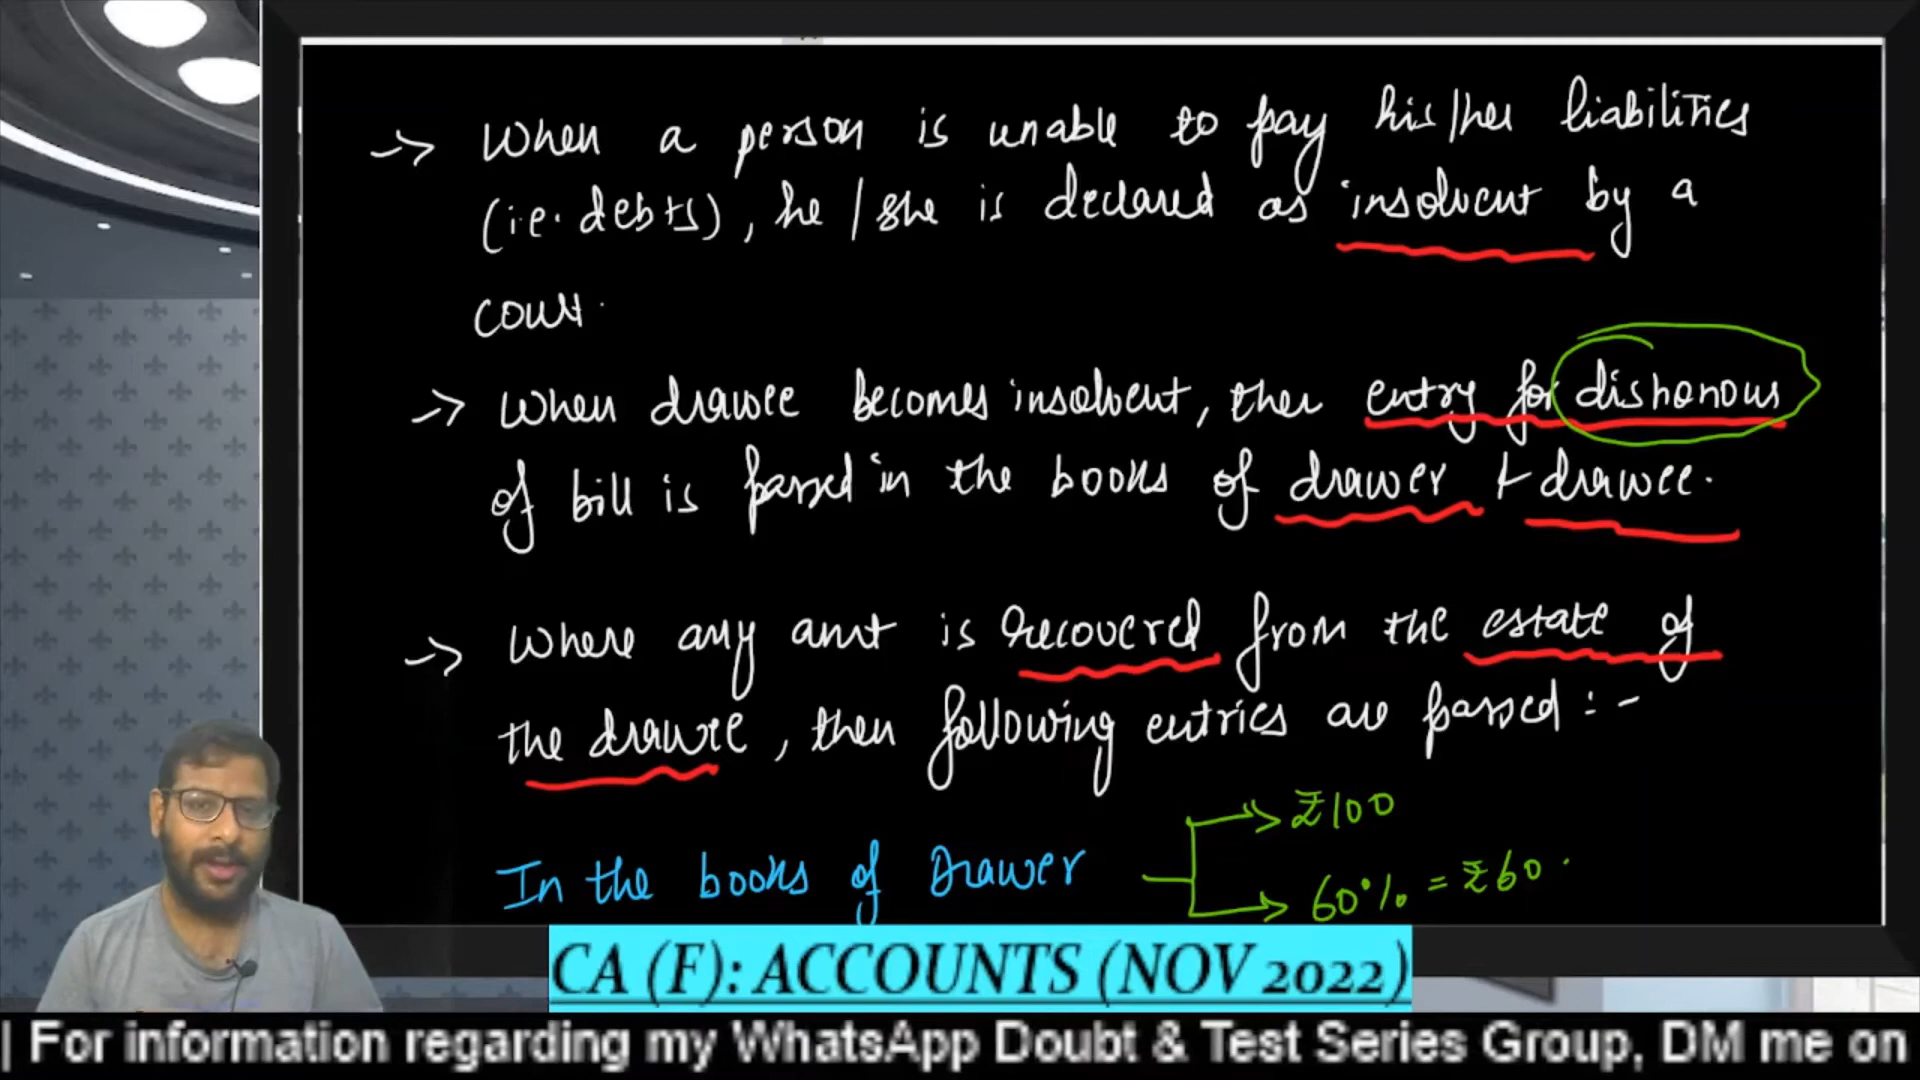 -> When a person is unable to pay his/her liabilities
(i.e. debts), he / she is declared as insolvent by a
court.
-> When drawee becomes insolvent, then entry for dishonour
of bill is passed in the books of drawer & drawee.
-> Where any amt is recovered from the estate of
the drawee, then following entries are passed :-
In the books of Drawer
₹100
60% = ₹60.
CA (F): ACCOUNTS (NOV 2022)
| For information regarding my WhatsApp Doubt & Test Series Group, DM me on